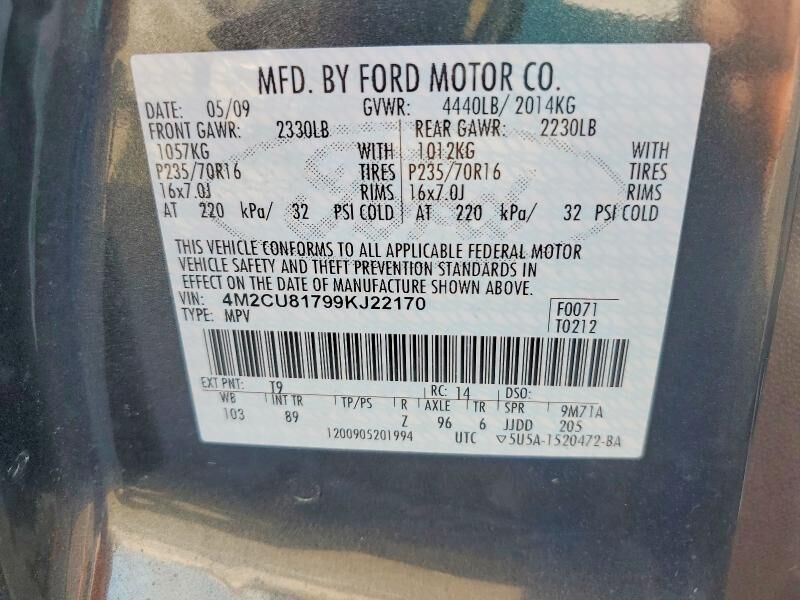 MFD. BY FORD MOTOR CO.
DATE: 05/09 GVWR: 4440LB/ 2014KG
FRONT GAWR: 2330LB REAR GAWR: 2230LB
1057KG WITH 1012KG WITH
P235/70R16 TIRES P235/70R16 TIRES
16x7.0J RIMS 16x7.0J RIMS
AT 220 kPa/ 32 PSI COLD AT 220 kPa/ 32 PSI COLD
THIS VEHICLE CONFORMS TO ALL APPLICABLE FEDERAL MOTOR
VEHICLE SAFETY AND THEFT PREVENTION STANDARDS IN
EFFECT ON THE DATE OF MANUFACTURE SHOWN ABOVE.
VIN: 4M2CU81799KJ22170 F0071
TYPE: MPV T0212
EXT PNT: T9 RC: 14 DSO:
WB INT TR TP/PS R AXLE TR SPR 9M71A
103 89 Z 96 6 JJDD 205
1200905201994 UTC ▽5U5A-1520472-BA